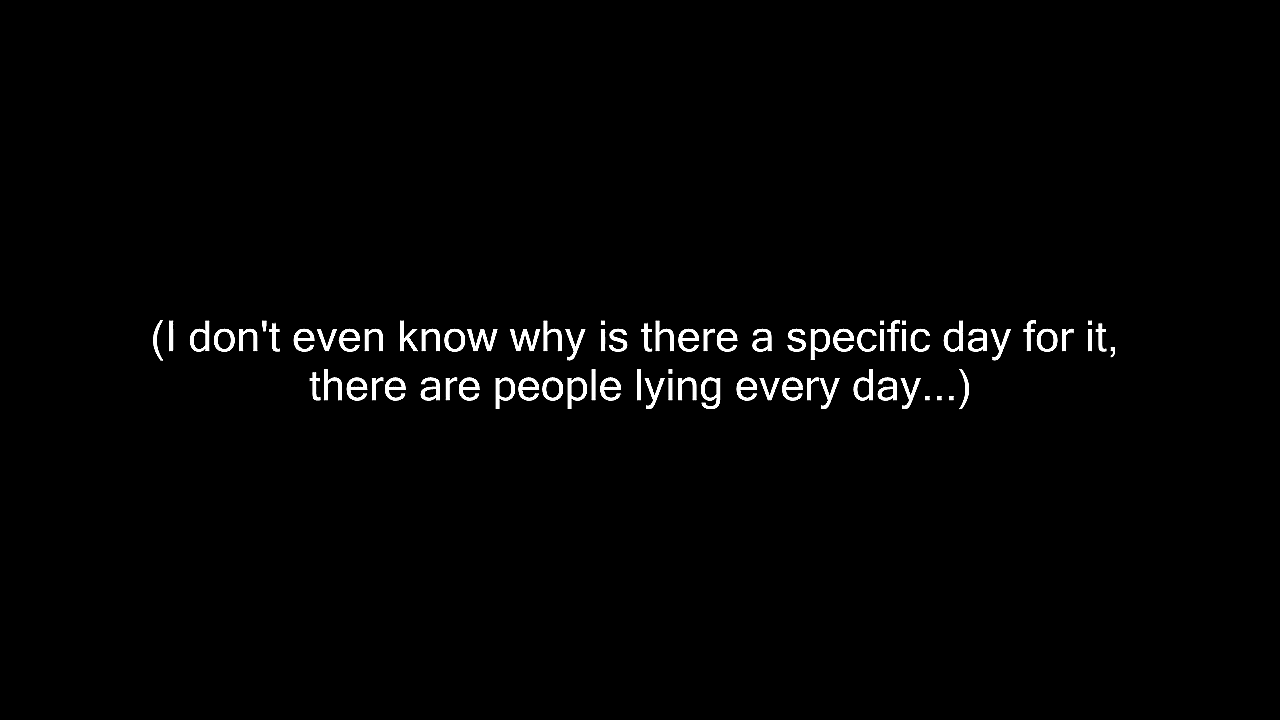 (I don't even know why is there a specific day for it,
there are people lying every day...)